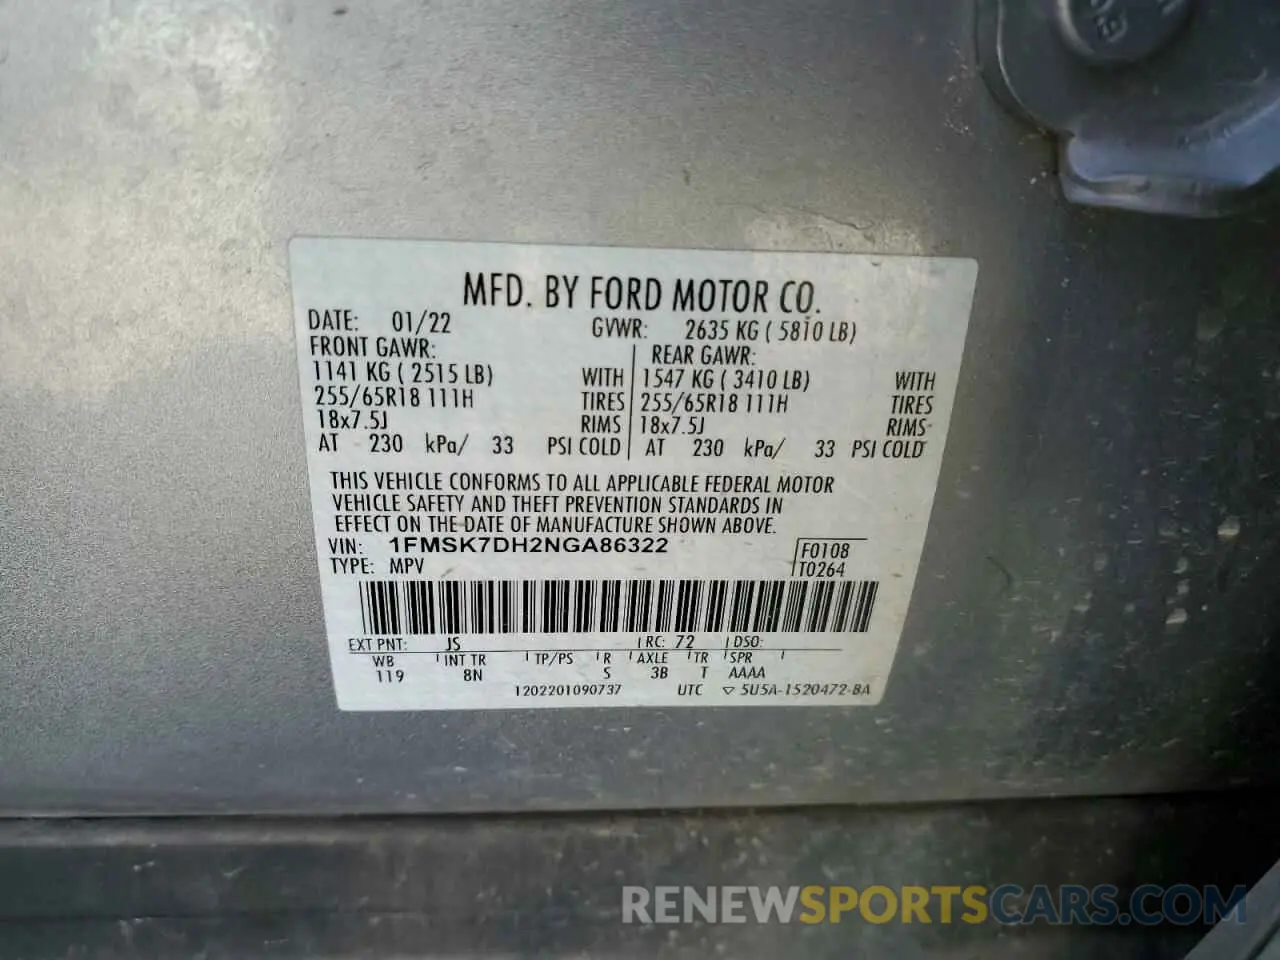 MFD. BY FORD MOTOR CO.
DATE: 01/22 GVWR: 2635 KG ( 5810 LB)
FRONT GAWR: REAR GAWR:
1141 KG ( 2515 LB) WITH 1547 KG ( 3410 LB) WITH
255/65R18 111H TIRES 255/65R18 111H TIRES
18x7.5J RIMS 18x7.5J RIMS
AT 230 kPa/ 33 PSI COLD AT 230 kPa/ 33 PSI COLD
THIS VEHICLE CONFORMS TO ALL APPLICABLE FEDERAL MOTOR
VEHICLE SAFETY AND THEFT PREVENTION STANDARDS IN
EFFECT ON THE DATE OF MANUFACTURE SHOWN ABOVE.
VIN: 1FMSK7DH2NGA86322 F0108
TYPE: MPV T0264
EXT PNT: JS RC: 72 DSO:
WB INT TR TP/PS R AXLE TR SPR
119 8N S 3B T AAAA
1202201090737 UTC ▽ 5U5A-1520472-BA
RENEWSPORTSCARS.COM